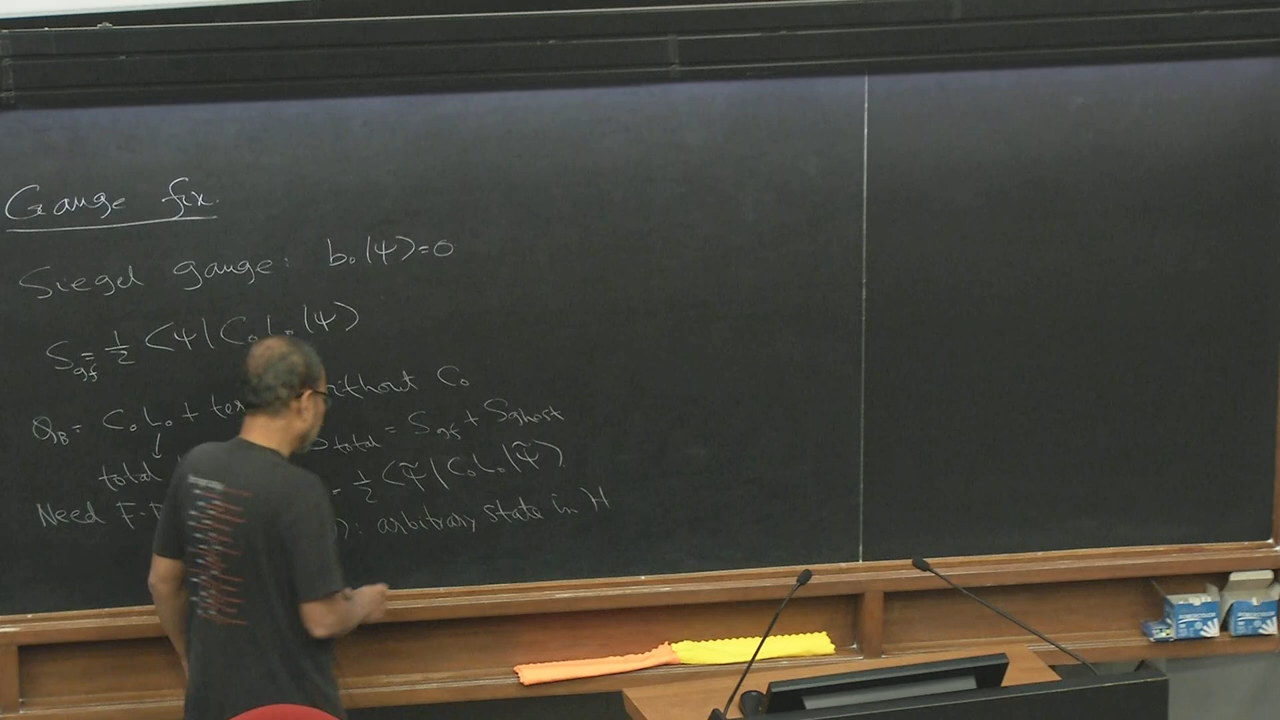 Gauge fix.
Siegel gauge: b₀|Ψ⟩=0
S_gf = 1/2 ⟨Ψ|C₀L₀|Ψ⟩
Q_B = C₀L₀ + without C₀
↓
total
S_total = S_gf + S_ghost
= 1/2 ⟨Ψ̃|C₀L₀|Ψ̃⟩
Need F.P
: arbitrary state in H